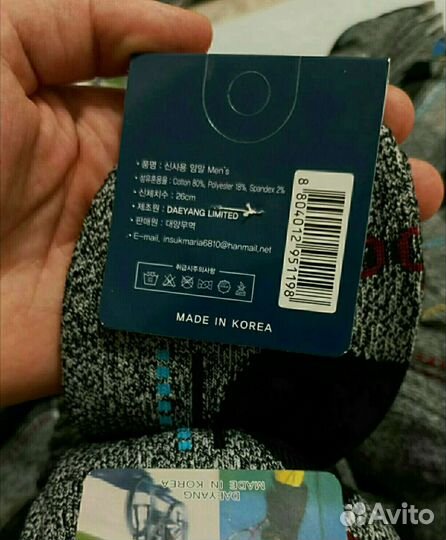 • 품명 : 신사용 양말 Men's
• 섬유혼용율 : Cotton 80%, Polyester 18%, Spandex 2%
• 신체치수 : 26cm
• 제조원 : DAEYANG LIMITED
• 판매원 : 대양무역
• E-mail, insukmaria6810@hanmail.net
취급시주의사항
MADE IN KOREA
8 804012 951198
DAEYANG
MADE IN KOREA
Avito